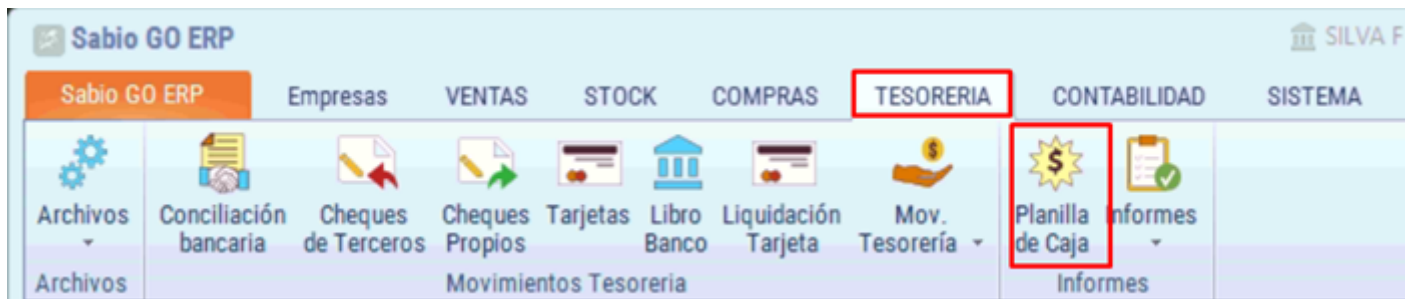 Sabio GO ERP
SILVA F
Sabio GO ERP Empresas VENTAS STOCK COMPRAS TESORERIA CONTABILIDAD SISTEMA
Archivos Conciliación Cheques Cheques Tarjetas Libro Liquidación Mov. Planilla Informes
bancaria de Terceros Propios Banco Tarjeta Tesorería de Caja
Archivos Movimientos Tesoreria Informes